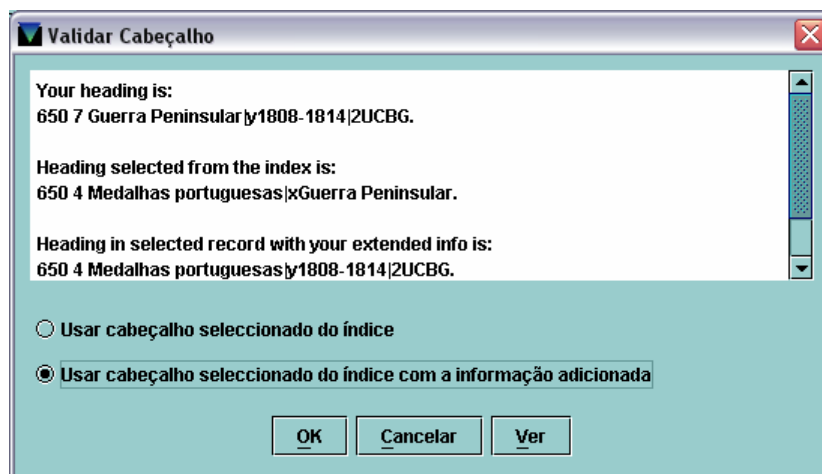 Validar Cabeçalho
Your heading is:
650 7 Guerra Peninsular|y1808-1814|2UCBG.
Heading selected from the index is:
650 4 Medalhas portuguesas|xGuerra Peninsular.
Heading in selected record with your extended info is:
650 4 Medalhas portuguesas|y1808-1814|2UCBG.
Usar cabeçalho seleccionado do índice
Usar cabeçalho seleccionado do índice com a informação adicionada
OK Cancelar Ver